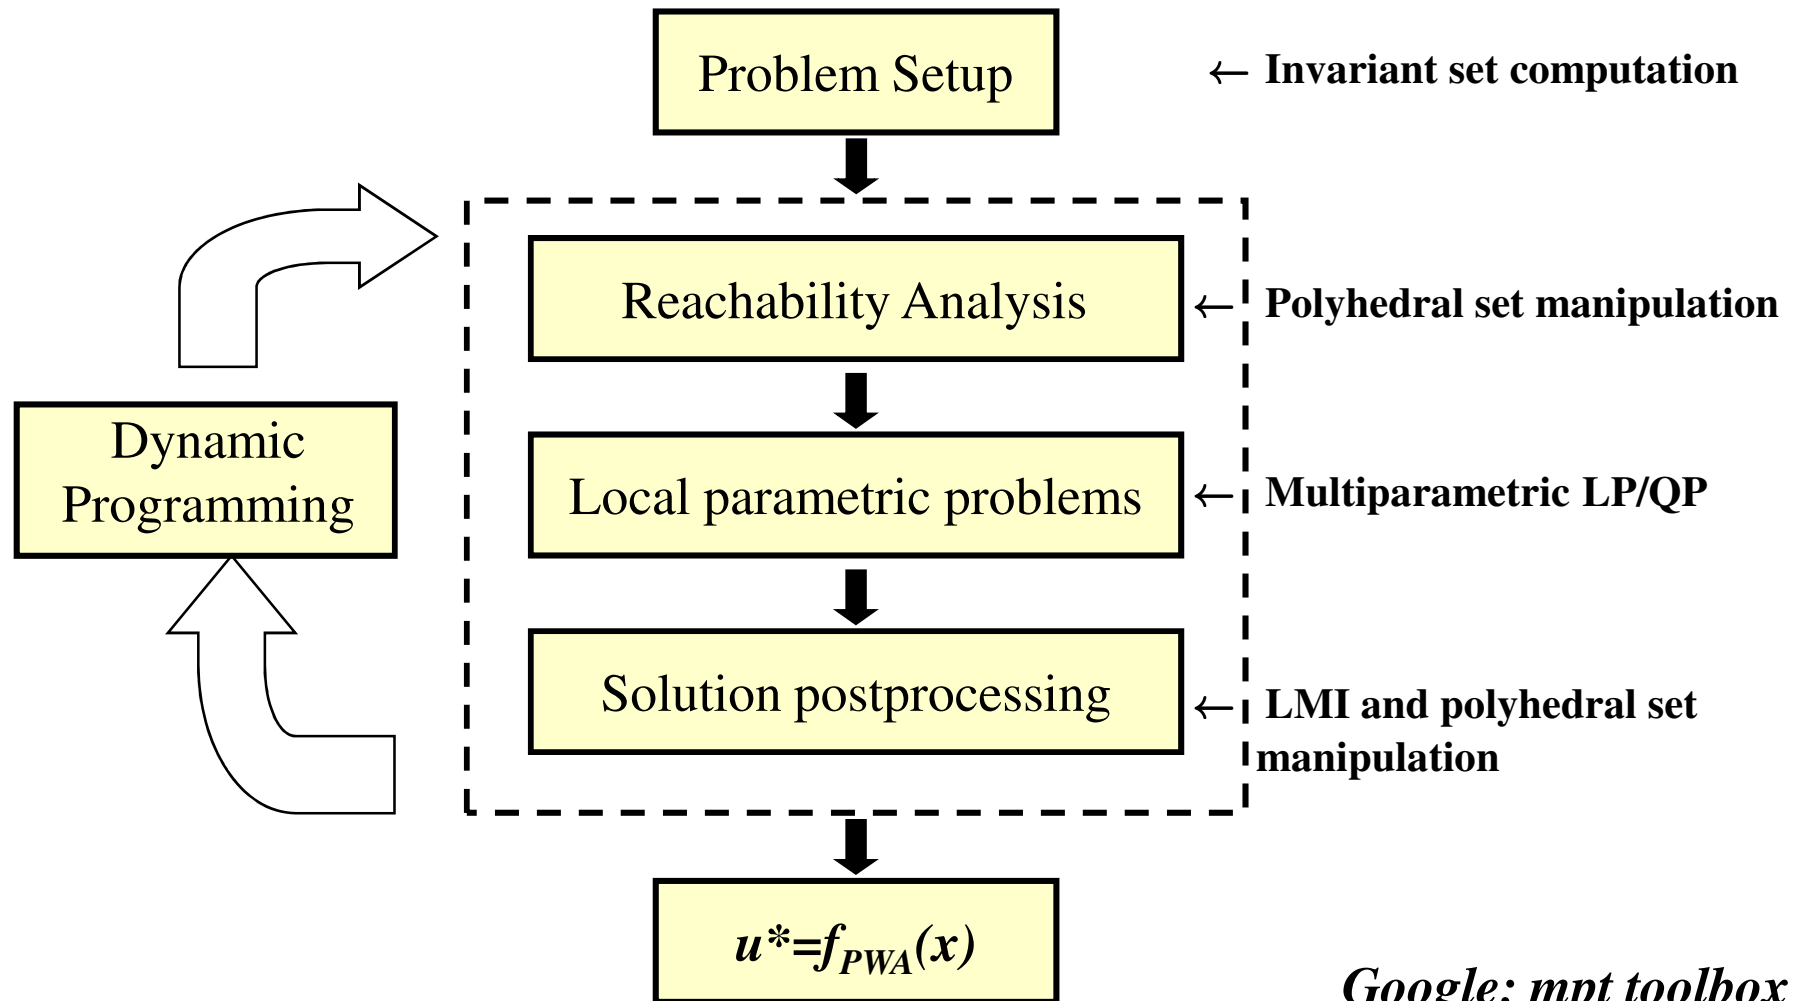 Problem Setup
← Invariant set computation
Reachability Analysis
← Polyhedral set manipulation
Dynamic
Programming
Local parametric problems
← Multiparametric LP/QP
Solution postprocessing
← LMI and polyhedral set
manipulation
u*=f_PWA(x)
Google: mpt toolbox